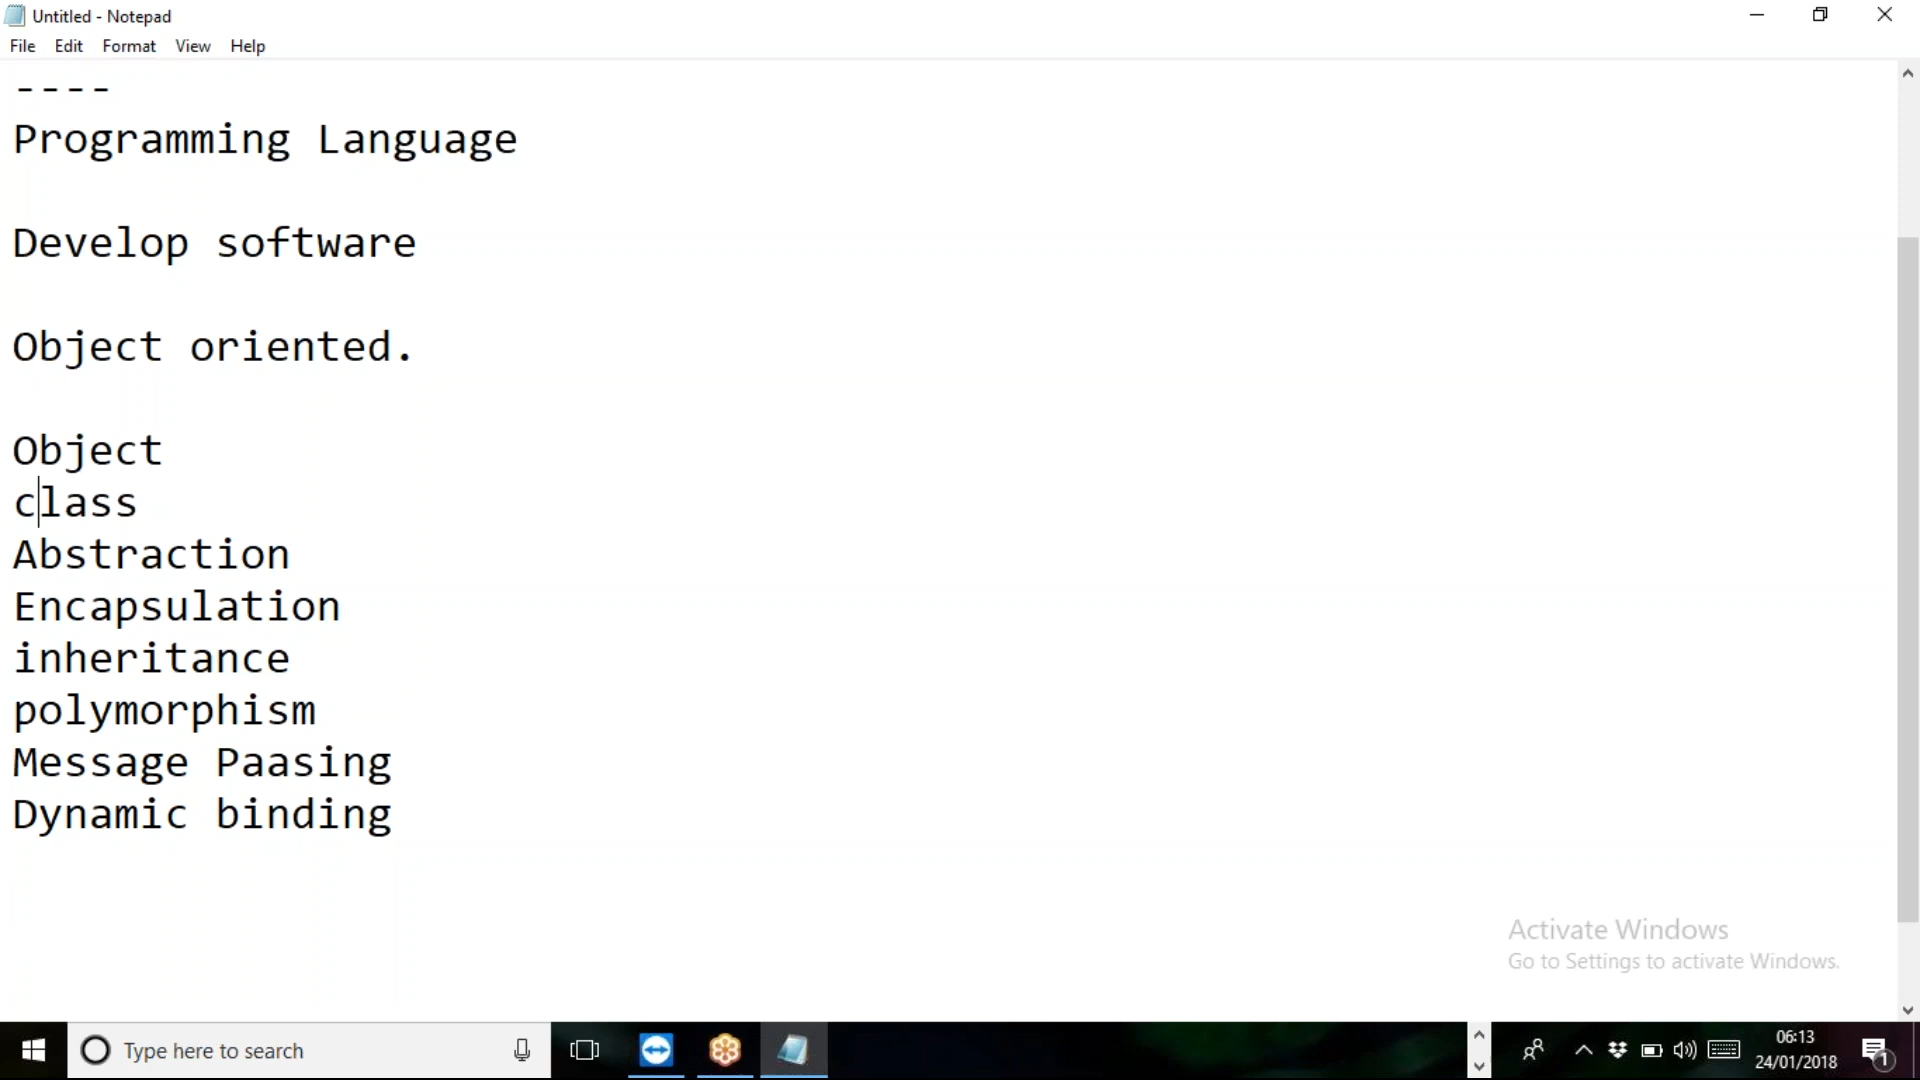 Untitled - Notepad
File Edit Format View Help
----
Programming Language
Develop software
Object oriented.
Object
class
Abstraction
Encapsulation
inheritance
polymorphism
Message Paasing
Dynamic binding
Activate Windows
Go to Settings to activate Windows.
Type here to search
06:13
24/01/2018
1